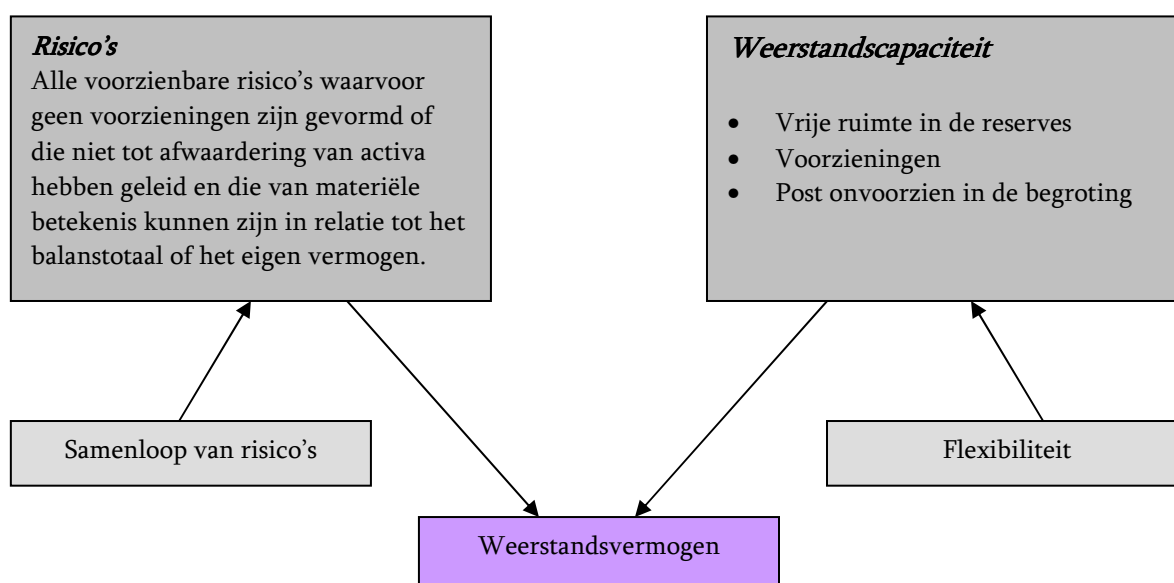 Risico's
Alle voorzienbare risico's waarvoor
geen voorzieningen zijn gevormd of
die niet tot afwaardering van activa
hebben geleid en die van materiële
betekenis kunnen zijn in relatie tot het
balanstotaal of het eigen vermogen.
Weerstandscapaciteit
• Vrije ruimte in de reserves
• Voorzieningen
• Post onvoorzien in de begroting
Samenloop van risico's
Flexibiliteit
Weerstandsvermogen